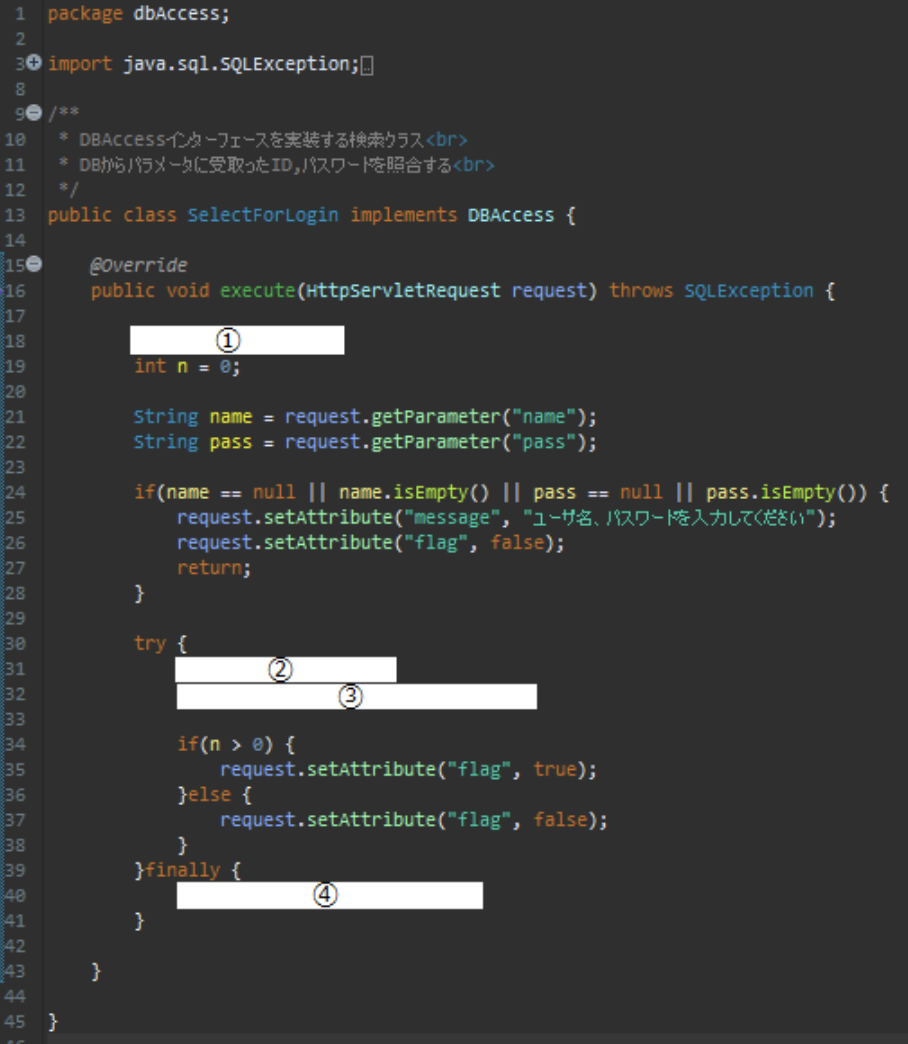 1 package dbAccess;
2
3 import java.sql.SQLException;
8
9 /**
10 * DBAccessインターフェースを実装する検索クラス<br>
11 * DBからパラメータに受取ったID,パスワードを照合する<br>
12 */
13 public class SelectForLogin implements DBAccess {
14
15 @Override
16 public void execute(HttpServletRequest request) throws SQLException {
17
18 ①
19 int n = 0;
20
21 String name = request.getParameter("name");
22 String pass = request.getParameter("pass");
23
24 if(name == null || name.isEmpty() || pass == null || pass.isEmpty()) {
25 request.setAttribute("message", "ユーザ名、パスワードを入力してください");
26 request.setAttribute("flag", false);
27 return;
28 }
29
30 try {
31 ②
32 ③
33
34 if(n > 0) {
35 request.setAttribute("flag", true);
36 }else {
37 request.setAttribute("flag", false);
38 }
39 }finally {
40 ④
41 }
42
43 }
44
45 }